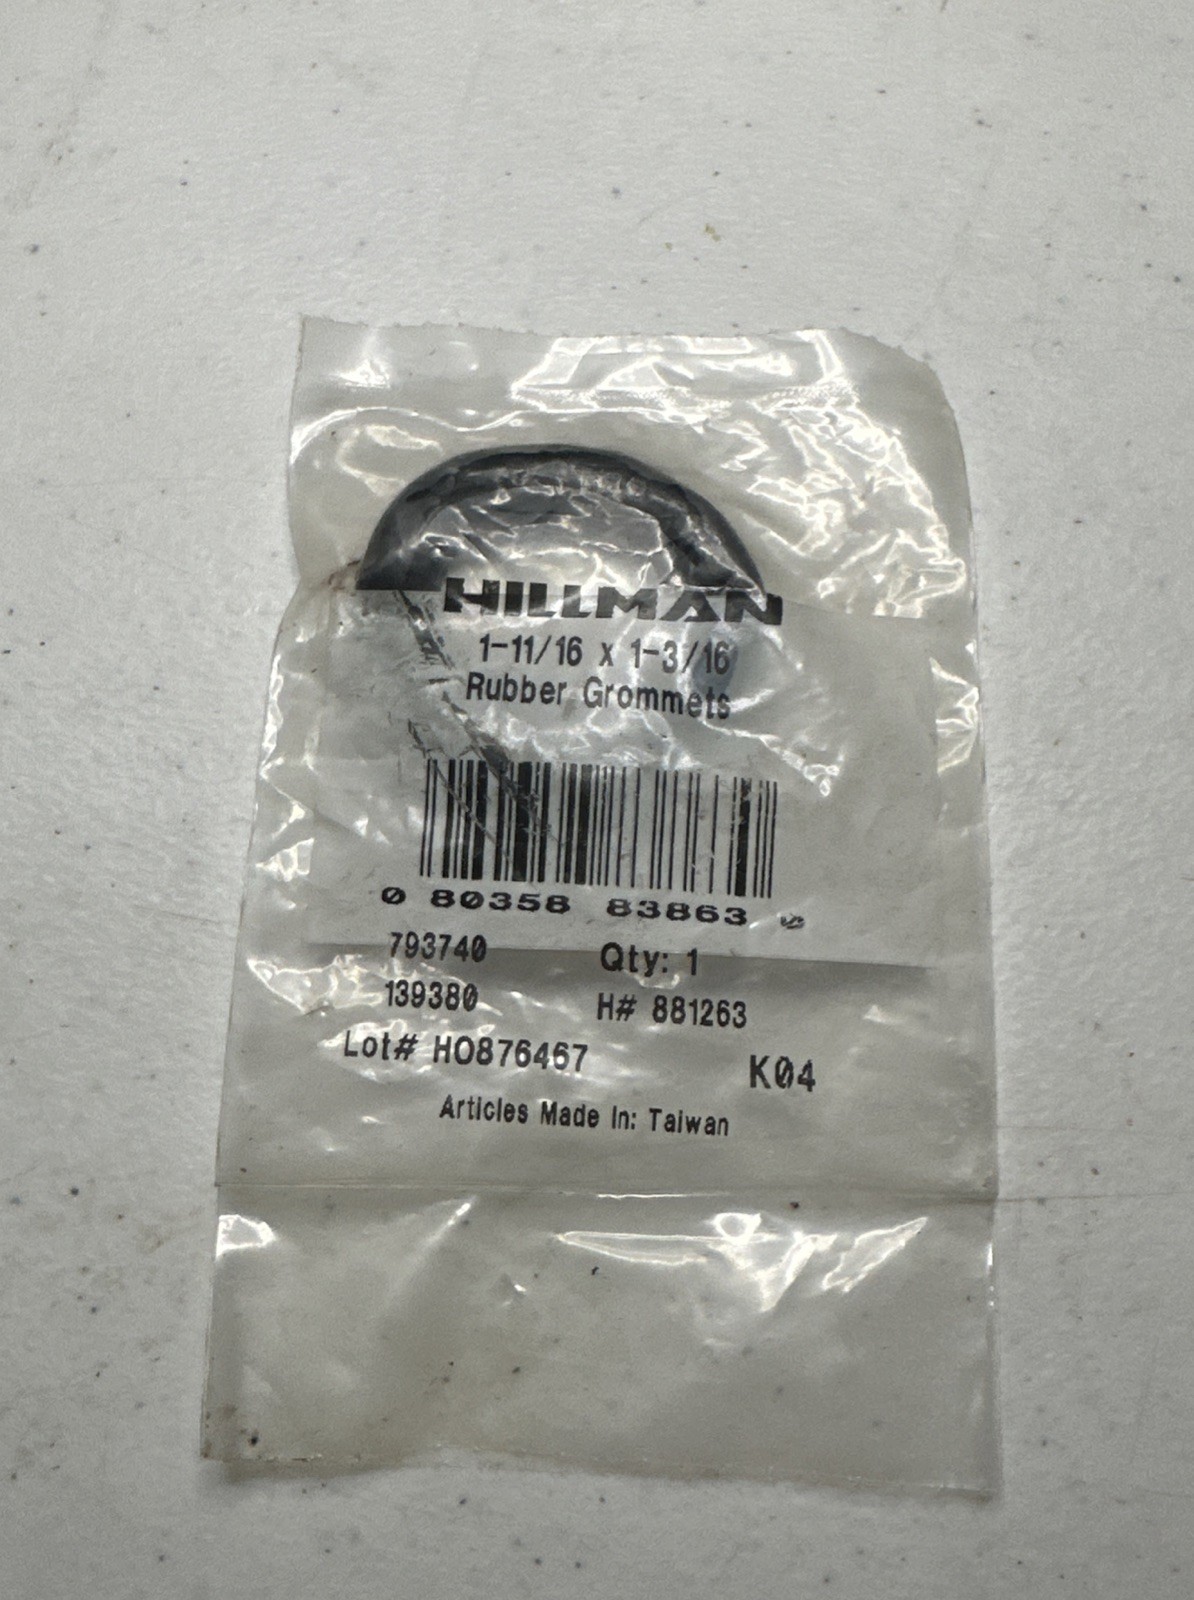 HILLMAN
1-11/16 x 1-3/16
Rubber Grommets
0 80358 83863
793740 Qty: 1
139380 H# 881263
Lot# H0876467 K04
Articles Made In: Taiwan